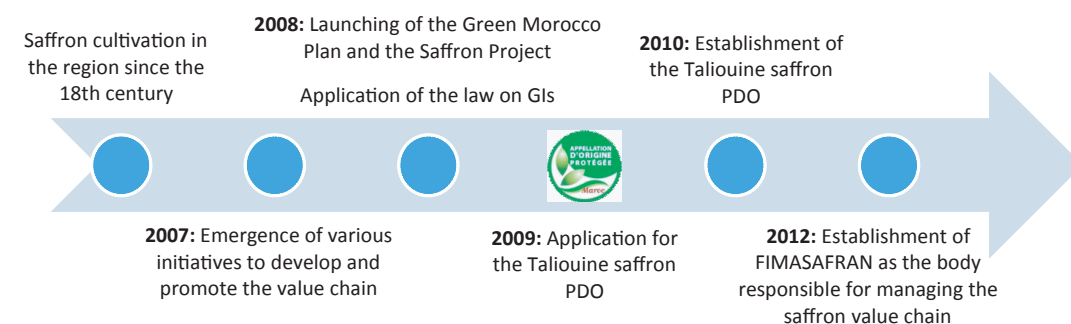 Saffron cultivation in
the region since the
18th century
2007: Emergence of various
initiatives to develop and
promote the value chain
2008: Launching of the Green Morocco
Plan and the Saffron Project
Application of the law on GIs
APPELLATION
D'ORIGINE
PROTÉGÉE
Maroc
2009: Application for
the Taliouine saffron
PDO
2010: Establishment of
the Taliouine saffron
PDO
2012: Establishment of
FIMASAFRAN as the body
responsible for managing the
saffron value chain